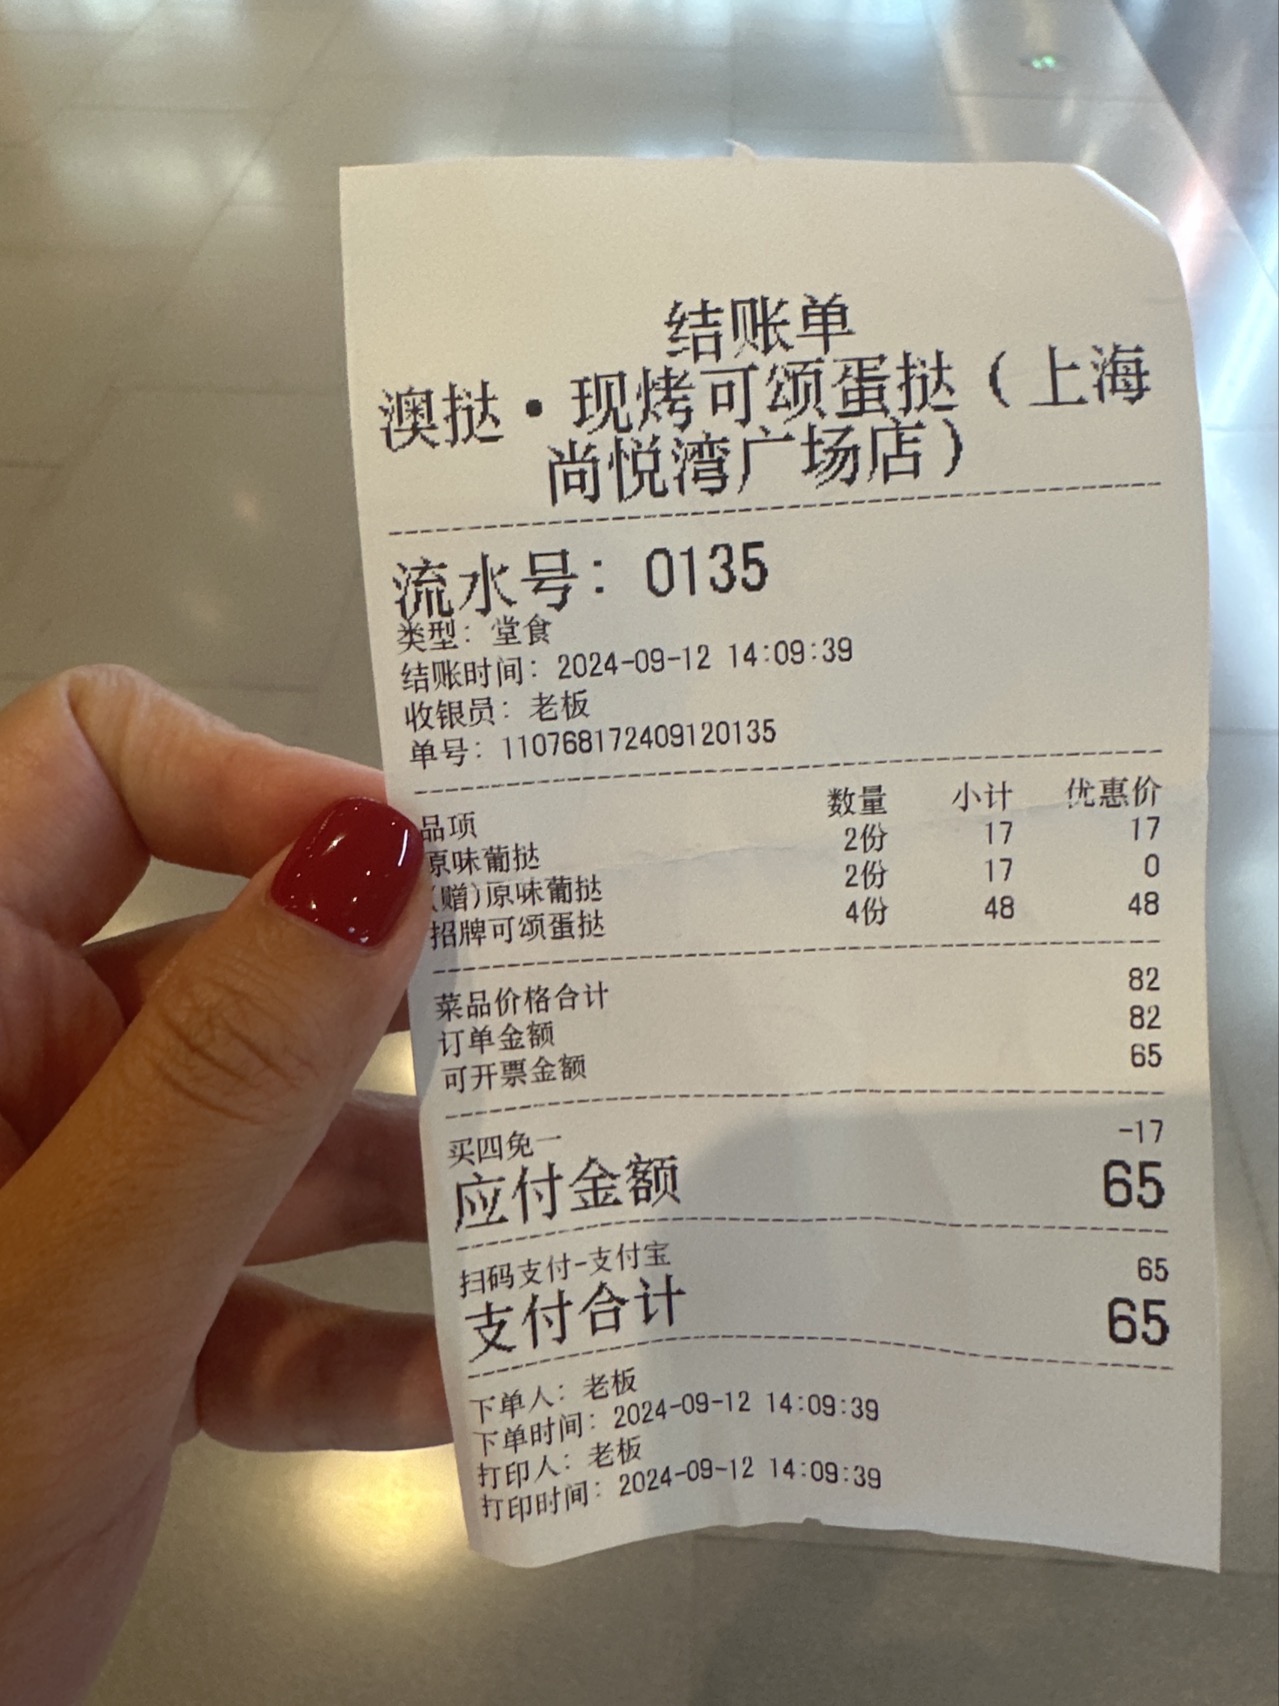 结账单
澳挞·现烤可颂蛋挞（上海
尚悦湾广场店）
流水号：0135
类型：堂食
结账时间：2024-09-12 14:09:39
收银员：老板
单号：110768172409120135
品项 数量 小计 优惠价
原味葡挞 2份 17 17
(赠)原味葡挞 2份 17 0
招牌可颂蛋挞 4份 48 48
菜品价格合计 82
订单金额 82
可开票金额 65
买四免一 -17
应付金额 65
扫码支付-支付宝 65
支付合计 65
下单人：老板
下单时间：2024-09-12 14:09:39
打印人：老板
打印时间：2024-09-12 14:09:39